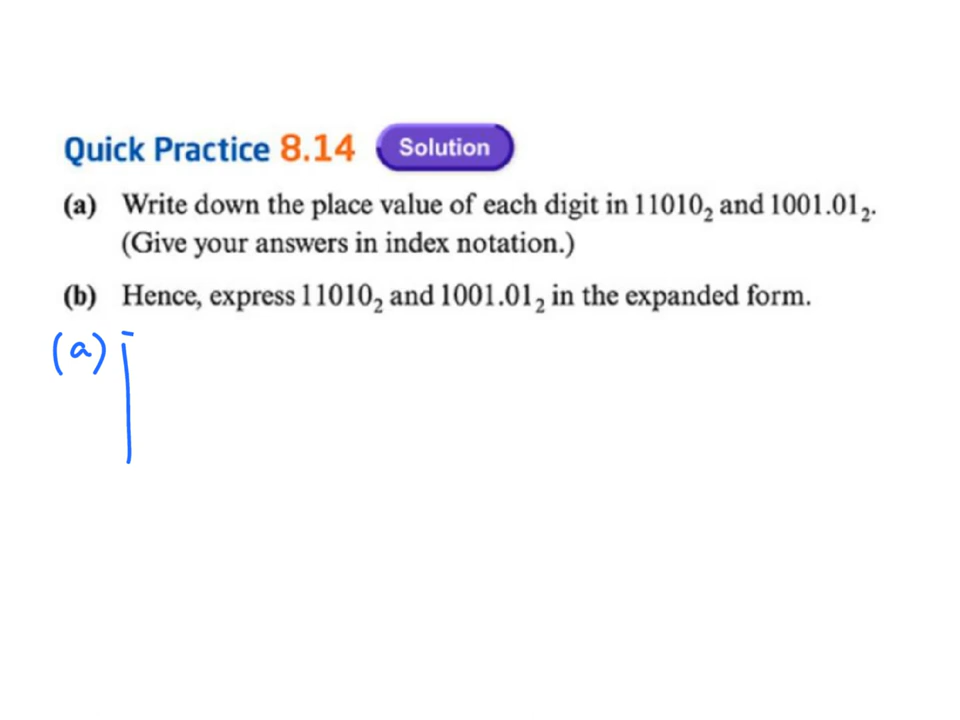 Quick Practice 8.14 Solution
(a) Write down the place value of each digit in 11010₂ and 1001.01₂.
(Give your answers in index notation.)
(b) Hence, express 11010₂ and 1001.01₂ in the expanded form.
(a)